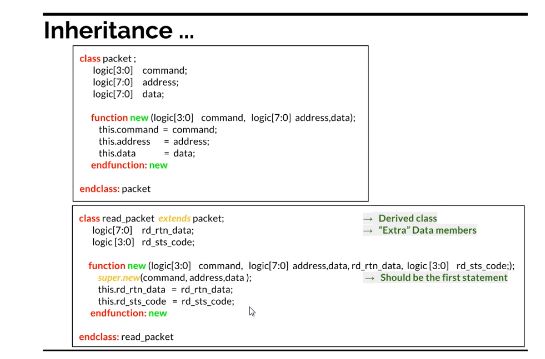 Inheritance ...
class packet ;
logic[3:0] command;
logic[7:0] address;
logic[7:0] data;
function new (logic[3:0] command, logic[7:0] address,data);
this.command = command;
this.address = address;
this.data = data;
endfunction: new
endclass: packet
class read_packet extends packet; → Derived class
logic[7:0] rd_rtn_data; → "Extra" Data members
logic [3:0] rd_sts_code;
function new (logic[3:0] command, logic[7:0] address,data, rd_rtn_data, logic [3:0] rd_sts_code;);
super.new(command, address,data ); → Should be the first statement
this.rd_rtn_data = rd_rtn_data;
this.rd_sts_code = rd_sts_code;
endfunction: new
endclass: read_packet